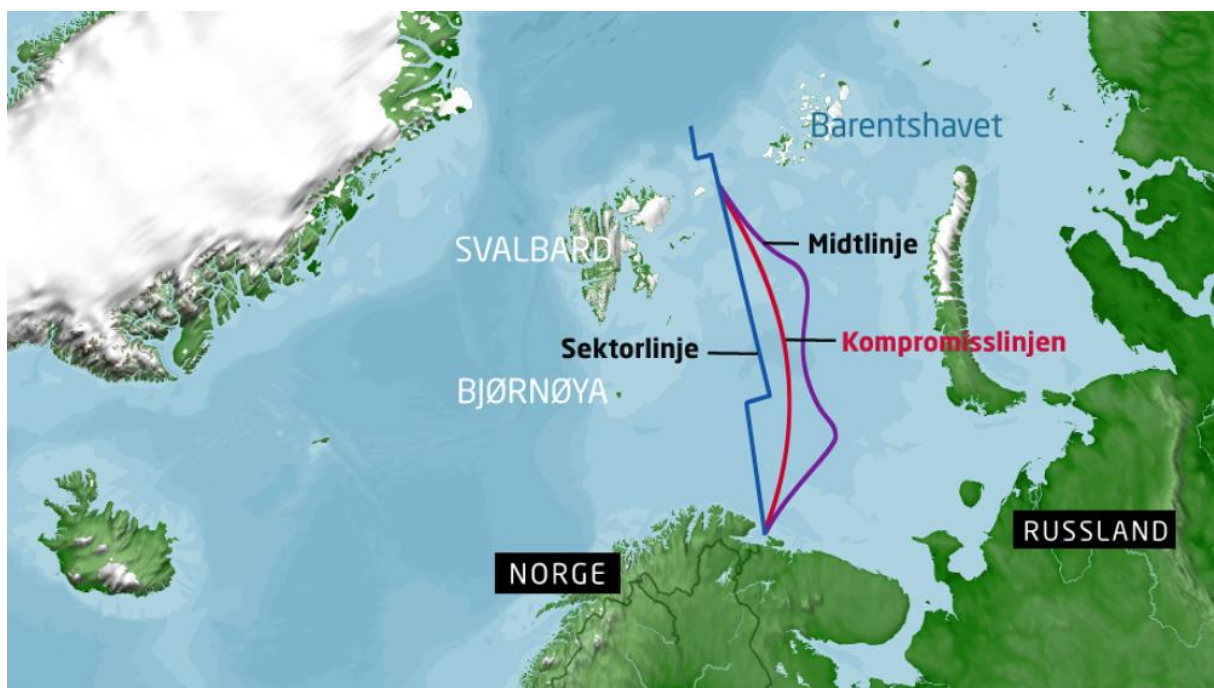 Barentshavet
SVALBARD
Midtlinje
Sektorlinje
Kompromisslinjen
BJØRNØYA
RUSSLAND
NORGE